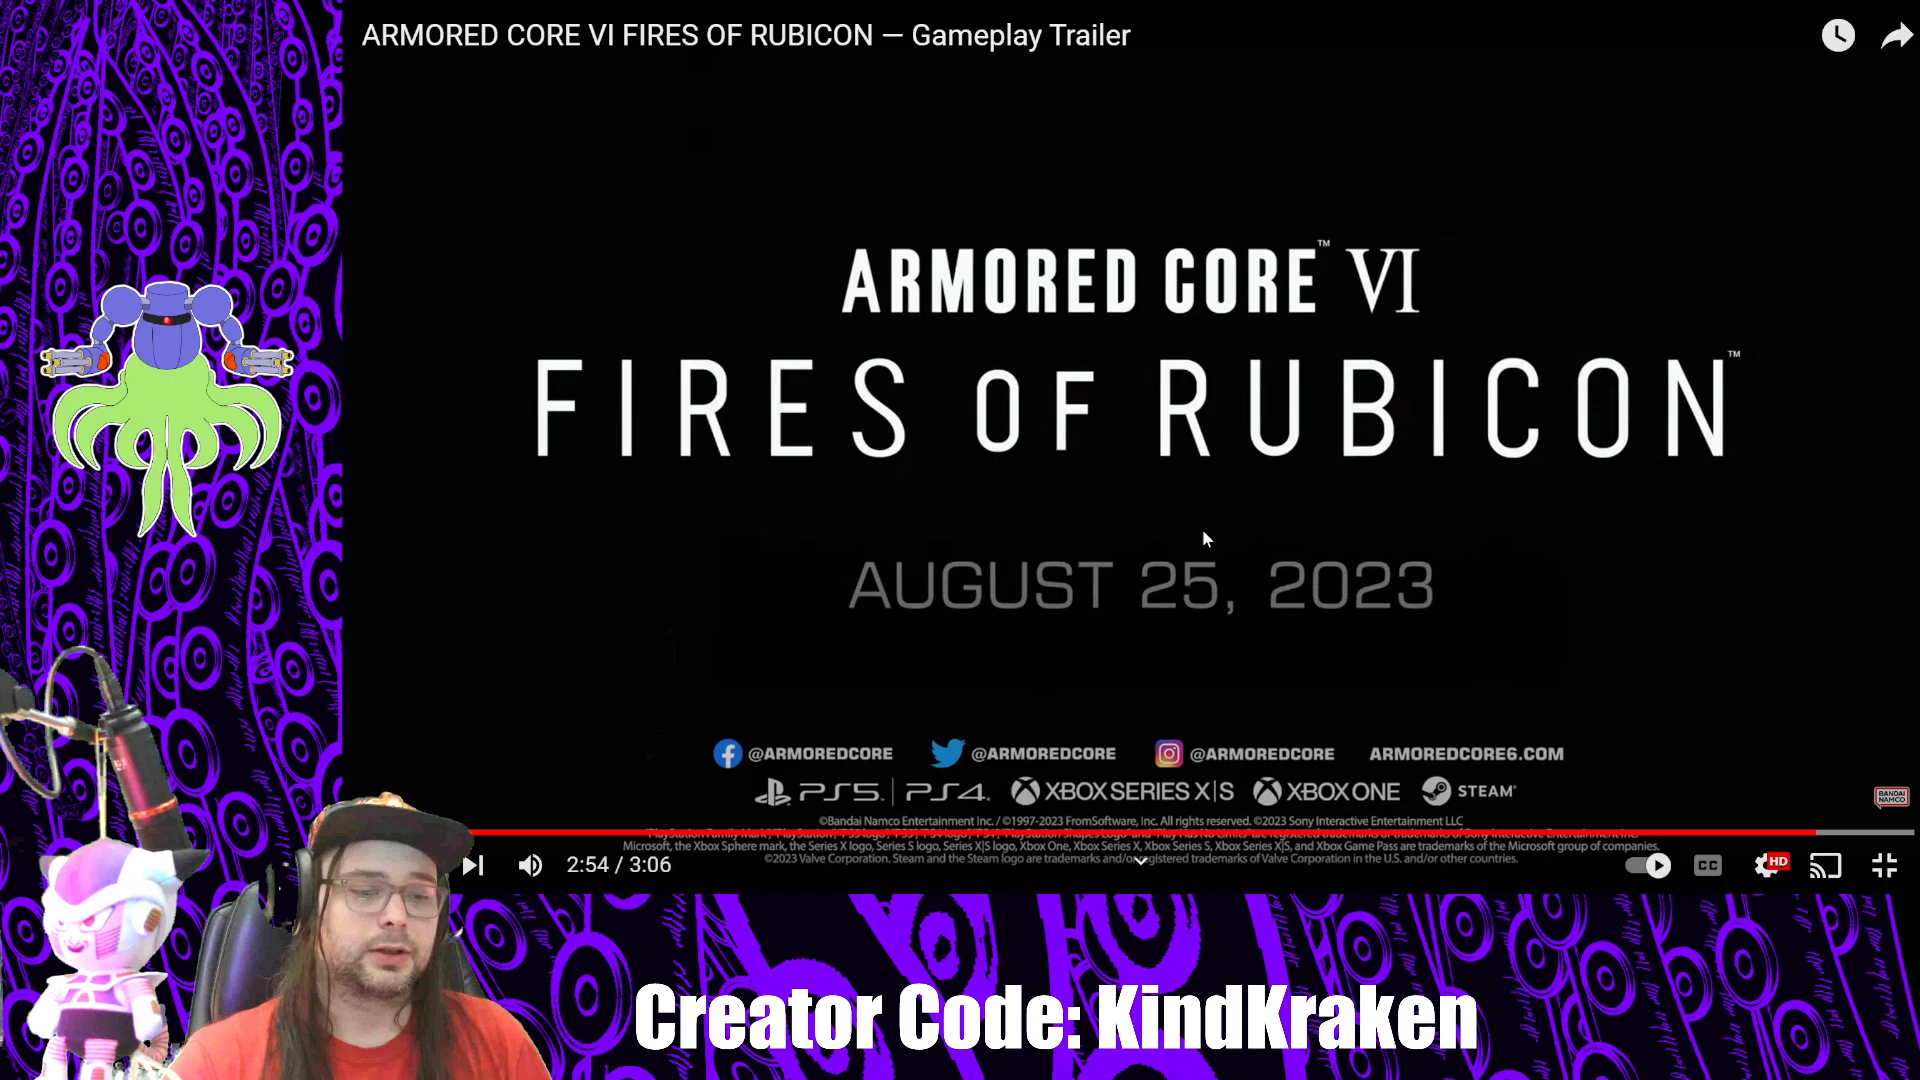 ARMORED CORE VI FIRES OF RUBICON — Gameplay Trailer
ARMORED CORE™ VI
FIRES OF RUBICON™
AUGUST 25, 2023
@ARMOREDCORE @ARMOREDCORE @ARMOREDCORE ARMOREDCORE6.COM
PS5 | PS4 XBOX SERIES X|S XBOX ONE STEAM®
BANDAI NAMCO
©Bandai Namco Entertainment Inc. / ©1997-2023 FromSoftware, Inc. All rights reserved. ©2023 Sony Interactive Entertainment LLC
Microsoft, the Xbox Sphere mark, the Series X logo, Series S logo, Series X|S logo, Xbox One, Xbox Series X, Xbox Series S, Xbox Series X|S, and Xbox Game Pass are trademarks of the Microsoft group of companies.
©2023 Valve Corporation. Steam and the Steam logo are trademarks and/or registered trademarks of Valve Corporation in the U.S. and/or other countries.
2:54 / 3:06
CC
HD
Creator Code: KindKraken